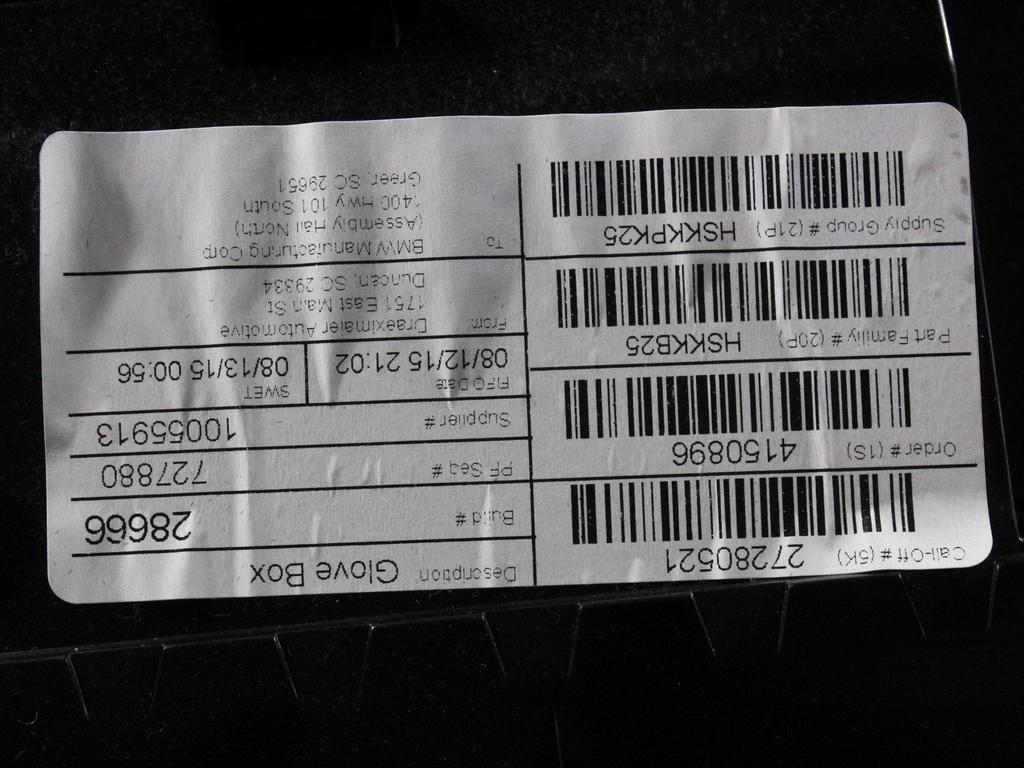 Call-Off # (5K) 27280521
Order # (1S) 4150896
Part Family # (20P) HSKKB25
Supply Group # (21P) HSKKPK25
Description Glove Box
Build # 28666
PF Seq # 727880
Supplier # 10055913
FIFO Date
08/12/15 21:02
SWET
08/13/15 00:56
From: Draeximaier Automotive
1751 East Main St
Duncan, SC 29334
To BMW Manufacturing Corp
(Assembly Hall North)
1400 Hwy 101 South
Greer, SC 29651